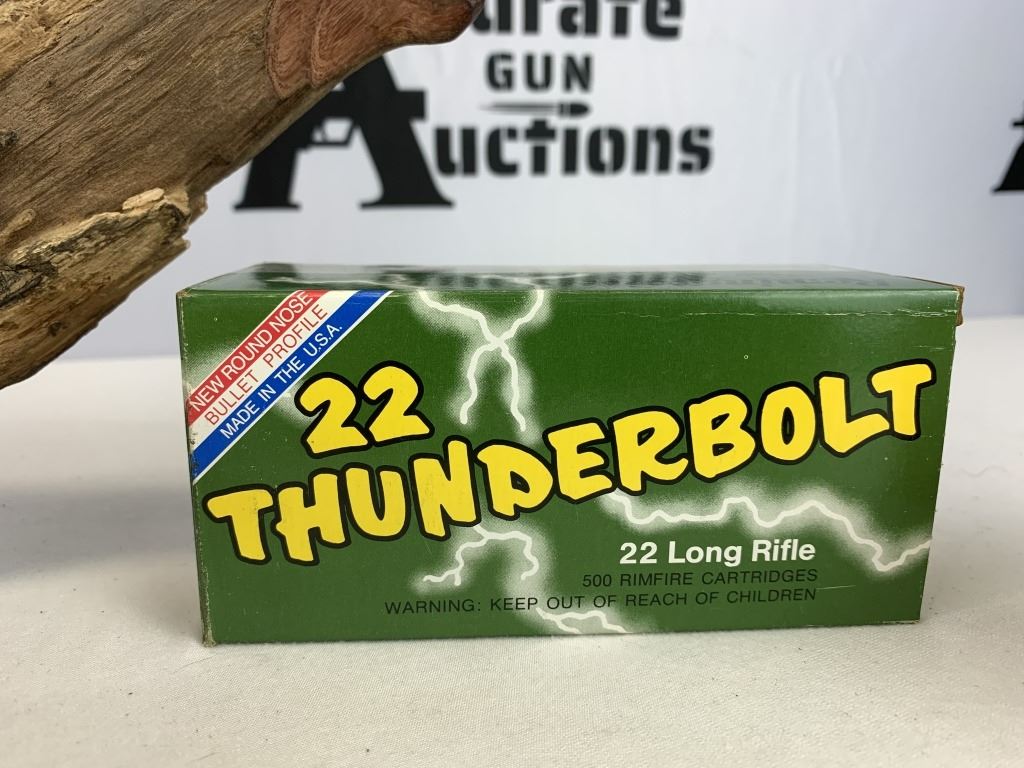 GUN
Auctions
NEW ROUND NOSE
BULLET PROFILE
MADE IN THE U.S.A.
22
THUNDERBOLT
22 Long Rifle
500 RIMFIRE CARTRIDGES
WARNING: KEEP OUT OF REACH OF CHILDREN